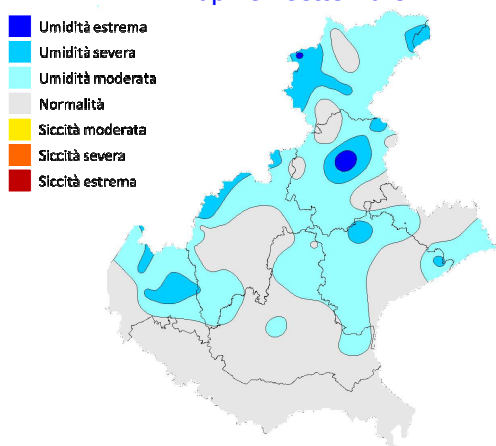 Umidità estrema
Umidità severa
Umidità moderata
Normalità
Siccità moderata
Siccità severa
Siccità estrema